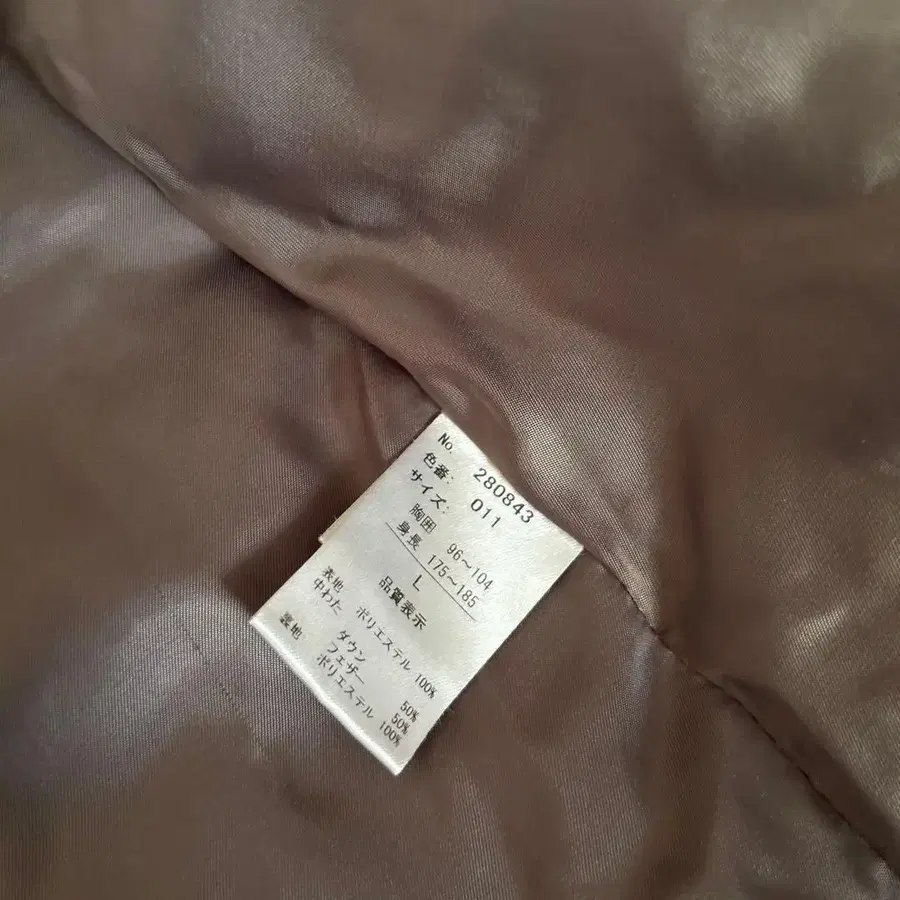 No. 280843
色番: 011
サイズ:
胸囲 96~104
身長 175~185
L
品質表示
表地 ポリエステル 100%
中わた ダウン 50%
フェザー 50%
裏地 ポリエステル 100%